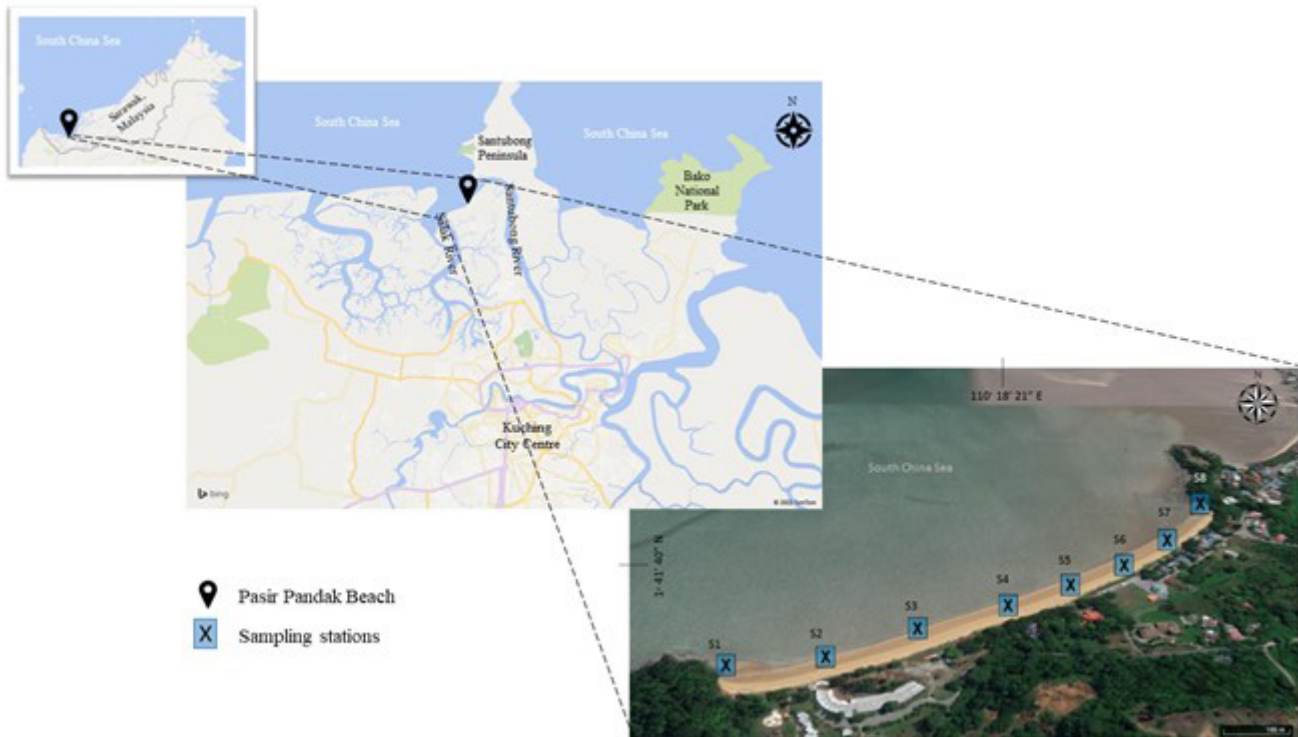 South China Sea
Sarawak,
Malaysia
South China Sea
South China Sea
N
Santubong
Peninsula
Bako
National
Park
Salak River
Santubong River
Kuching
City Centre
bing
N
110° 18' 21" E
South China Sea
1° 41' 40" N
S8
S7
S6
S5
S4
S3
S2
S1
Pasir Pandak Beach
X Sampling stations